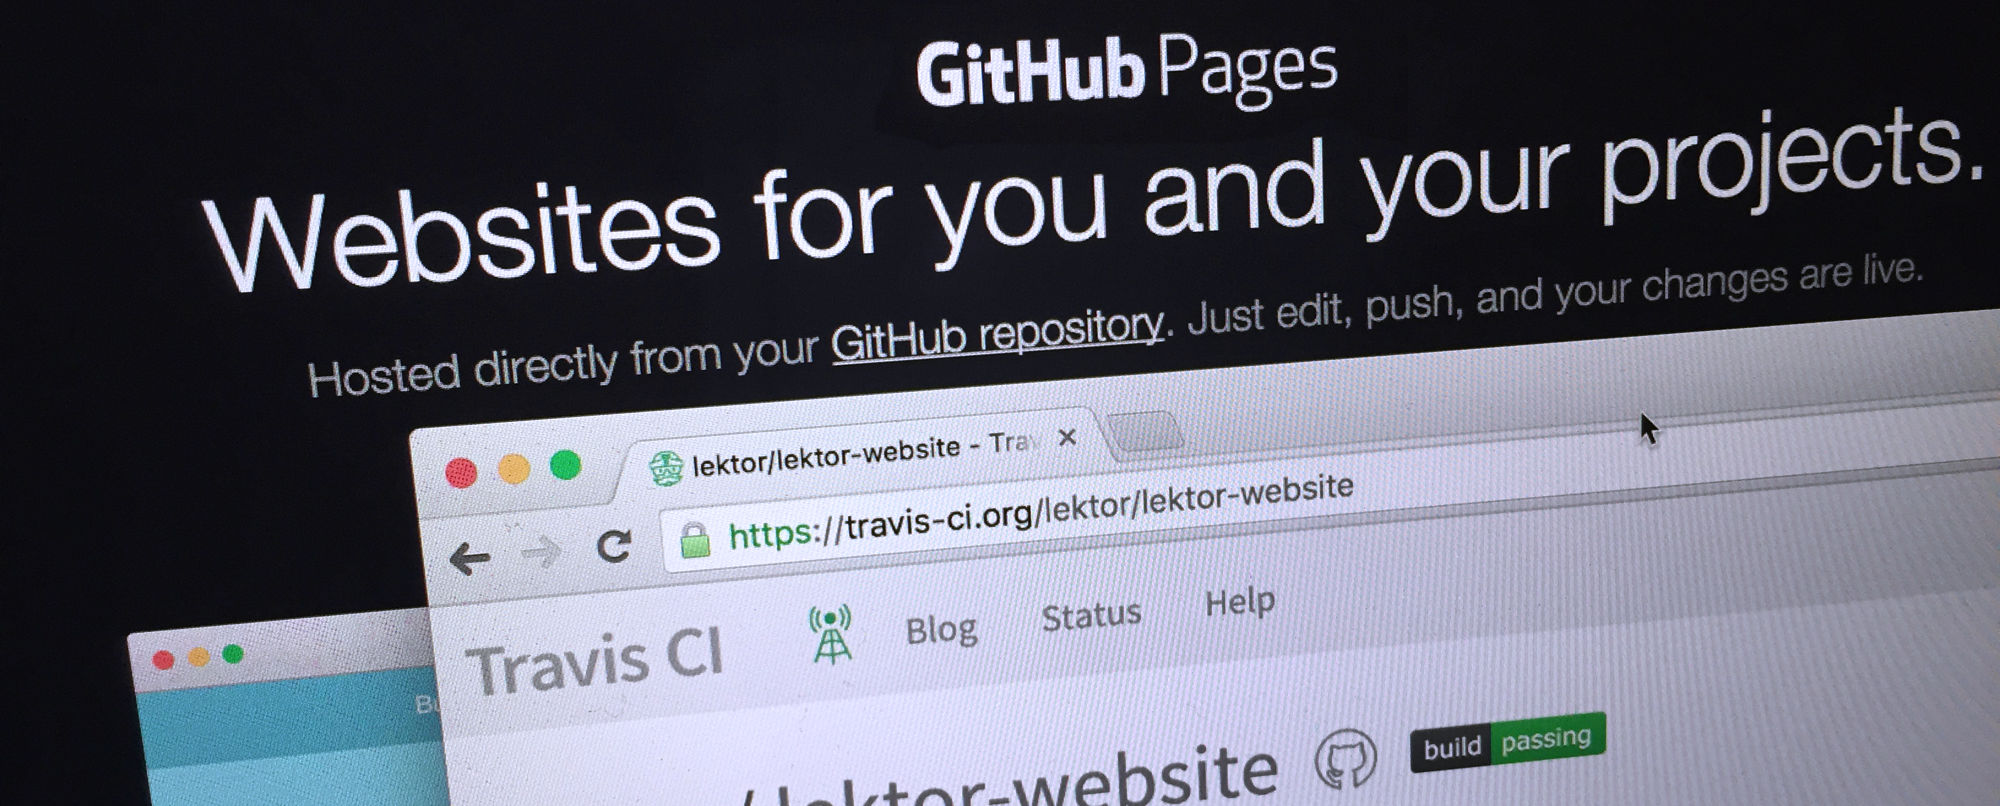 GitHub Pages
Websites for you and your projects.
Hosted directly from your GitHub repository. Just edit, push, and your changes are live.
lektor/lektor-website - Tra
https://travis-ci.org/lektor/lektor-website
Travis CI Blog Status Help
/lektor-website build passing